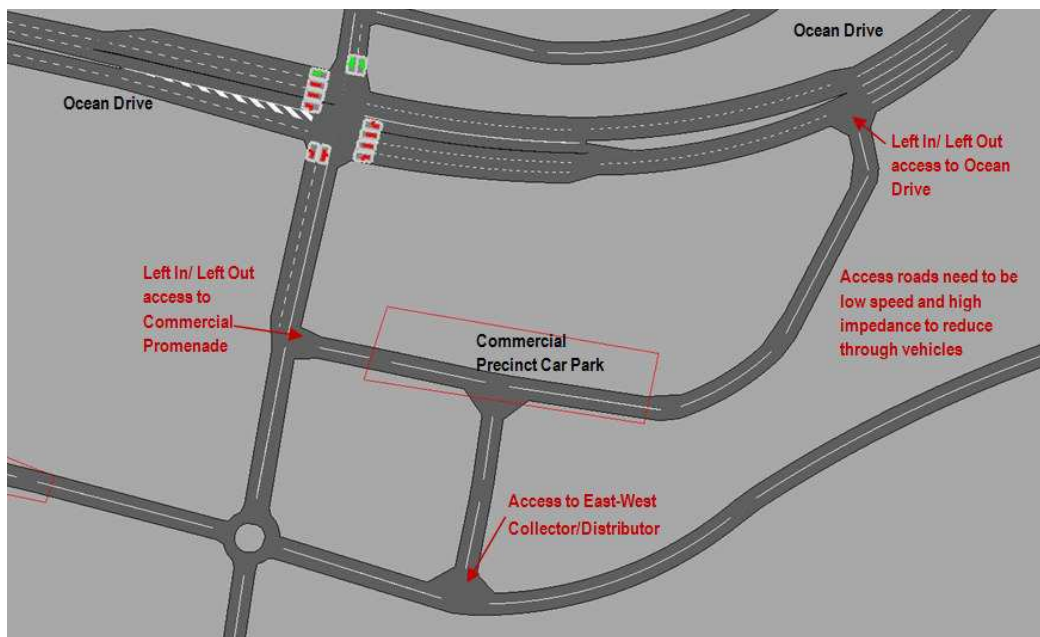 Ocean Drive
Ocean Drive
Left In/ Left Out
access to Ocean
Drive
Left In/ Left Out
access to
Commercial
Promenade
Access roads need to be
low speed and high
impedance to reduce
through vehicles
Commercial
Precinct Car Park
Access to East-West
Collector/Distributor